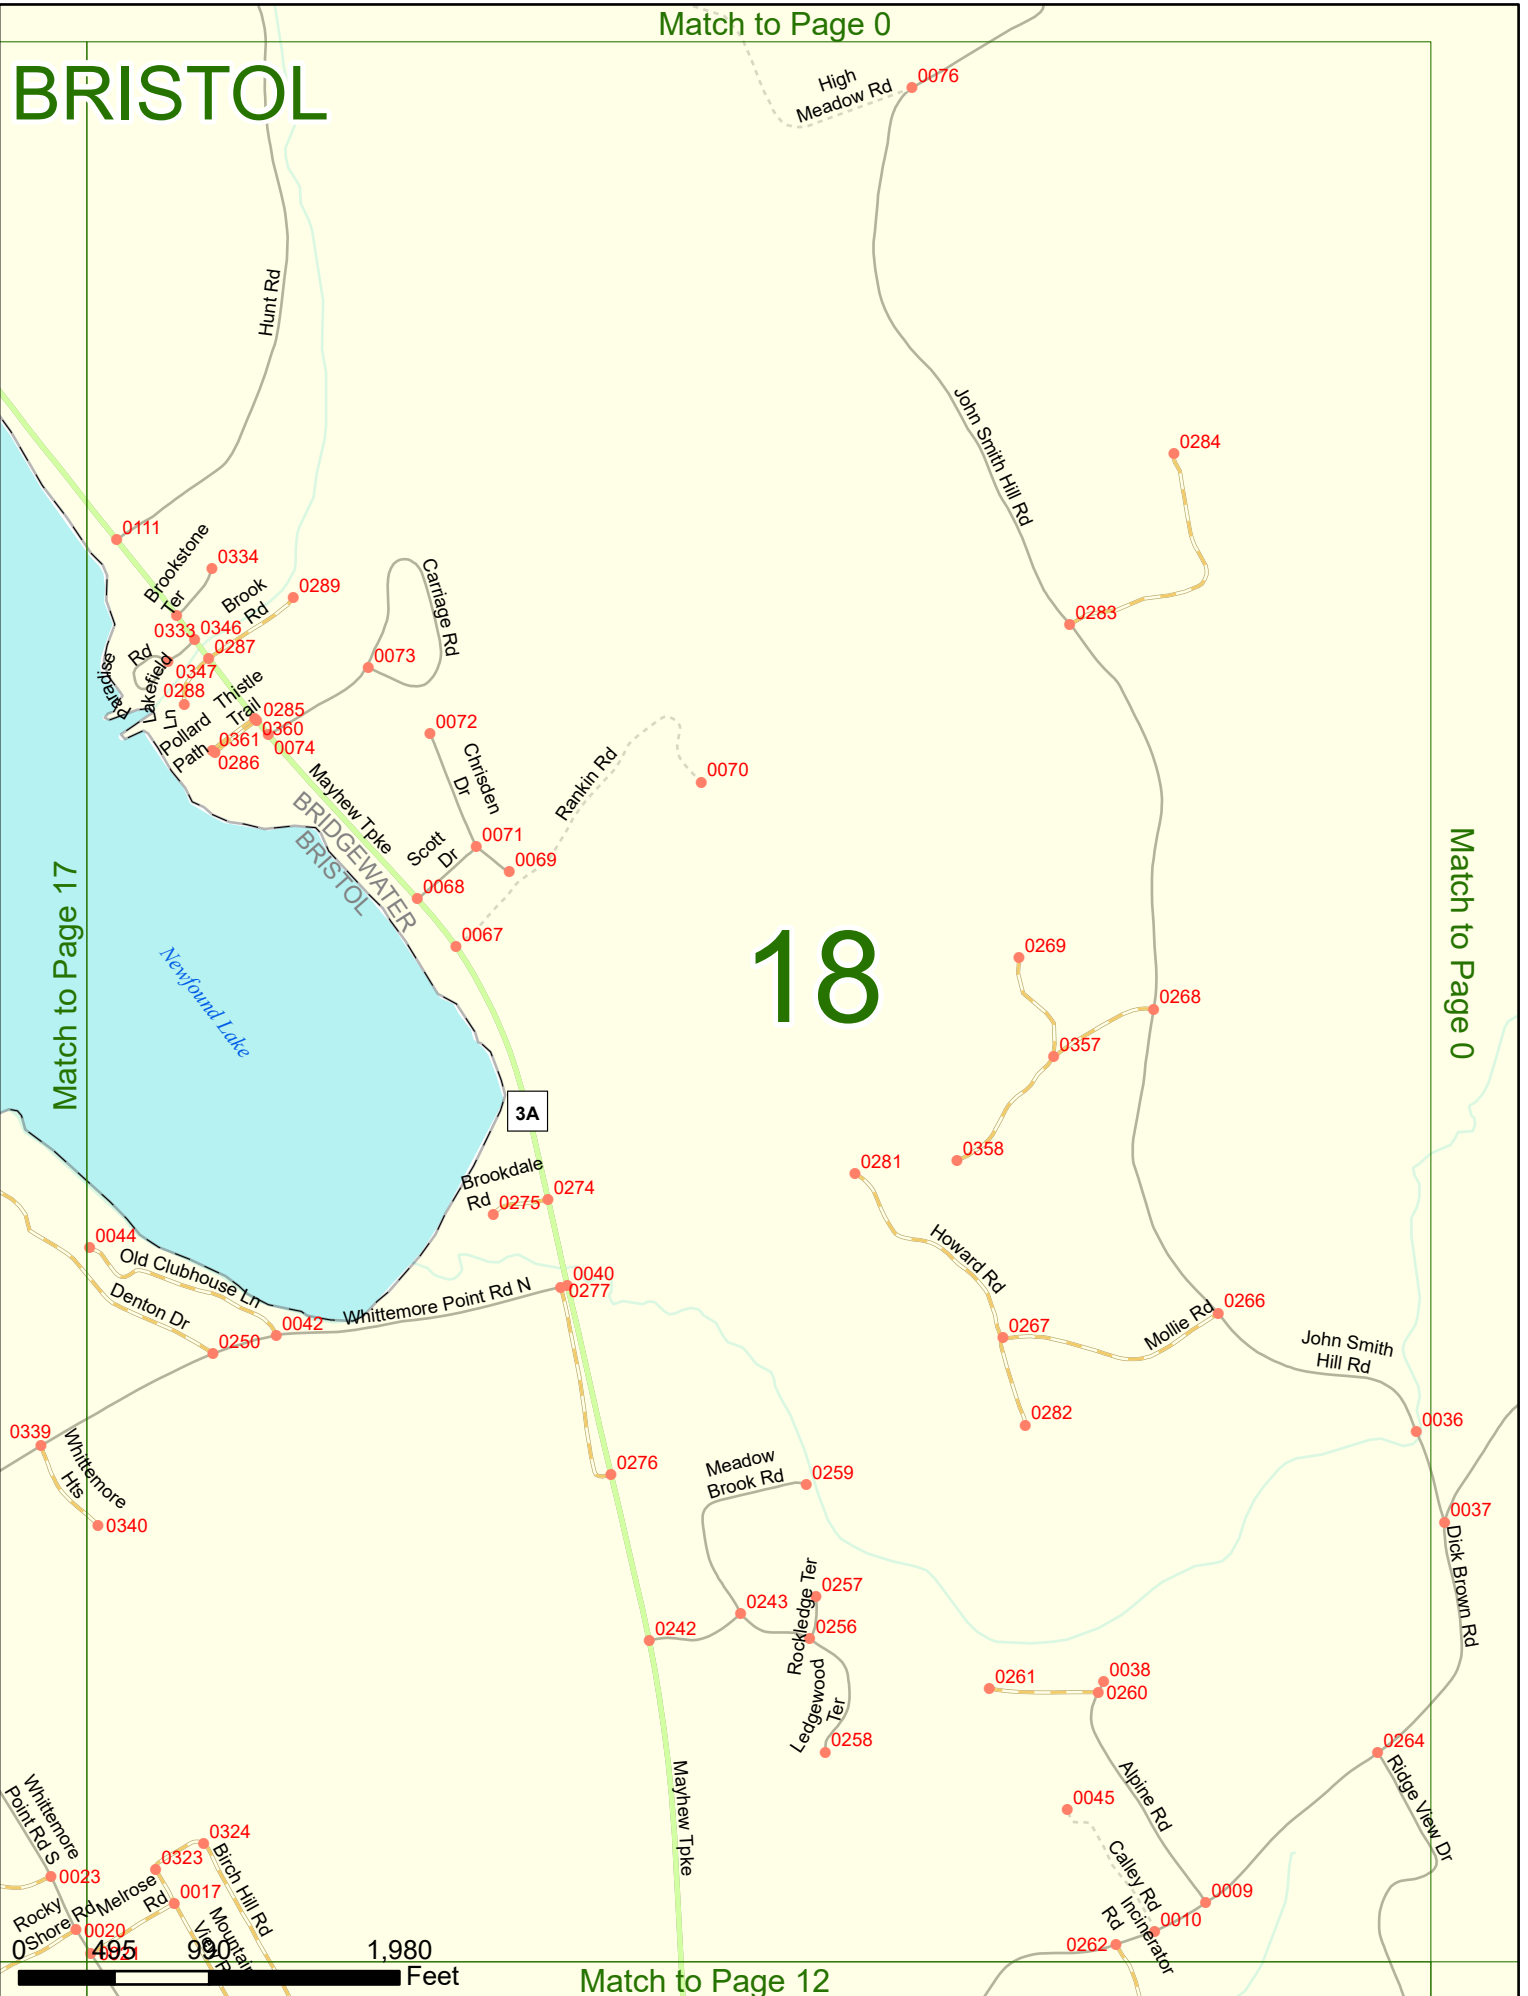 Match to Page 0
BRISTOL
0076
High
Meadow Rd
Hunt Rd
John Smith Hill Rd
0284
0111
Brookstone
Ter
0334
Brook
Rd
0289
Carriage Rd
0283
0333
0346
0287
Rd
Lakefield
Ln
Paradise
0347
0288
0073
Thistle
Trail
0285
0360
0074
Pollard
Path
0361
0286
0072
Chrisden
Dr
Rankin Rd
0070
Mayhew Tpke
BRIDGEWATER
BRISTOL
Scott
Dr
0071
0069
0068
0067
Match to Page 17
Match to Page 0
18
Newfound Lake
0269
0268
0357
3A
0358
0281
Brookdale
Rd
0275
0274
0044
Old Clubhouse Ln
Denton Dr
Howard Rd
0040
0277
Whittemore Point Rd N
0042
0250
0267
Mollie Rd
0266
John Smith
Hill Rd
0282
0036
0339
Whittemore
Hts
0340
0276
Meadow
Brook Rd
0259
0037
Dick Brown Rd
0257
Rockledge Ter
0243
0256
0242
Ledgewood
Ter
0258
0261
0038
0260
0264
Ridge View Dr
Alpine Rd
Mayhew Tpke
0045
Calley Rd
Whittemore
Point Rd S
0324
0323
Birch Hill Rd
0023
Melrose
Rd
0017
0009
Rocky
Shore Rd
0020
0021
Mountain
View R
0010
Incinerator
Rd
0262
0
495
990
1,980
Feet
Match to Page 12